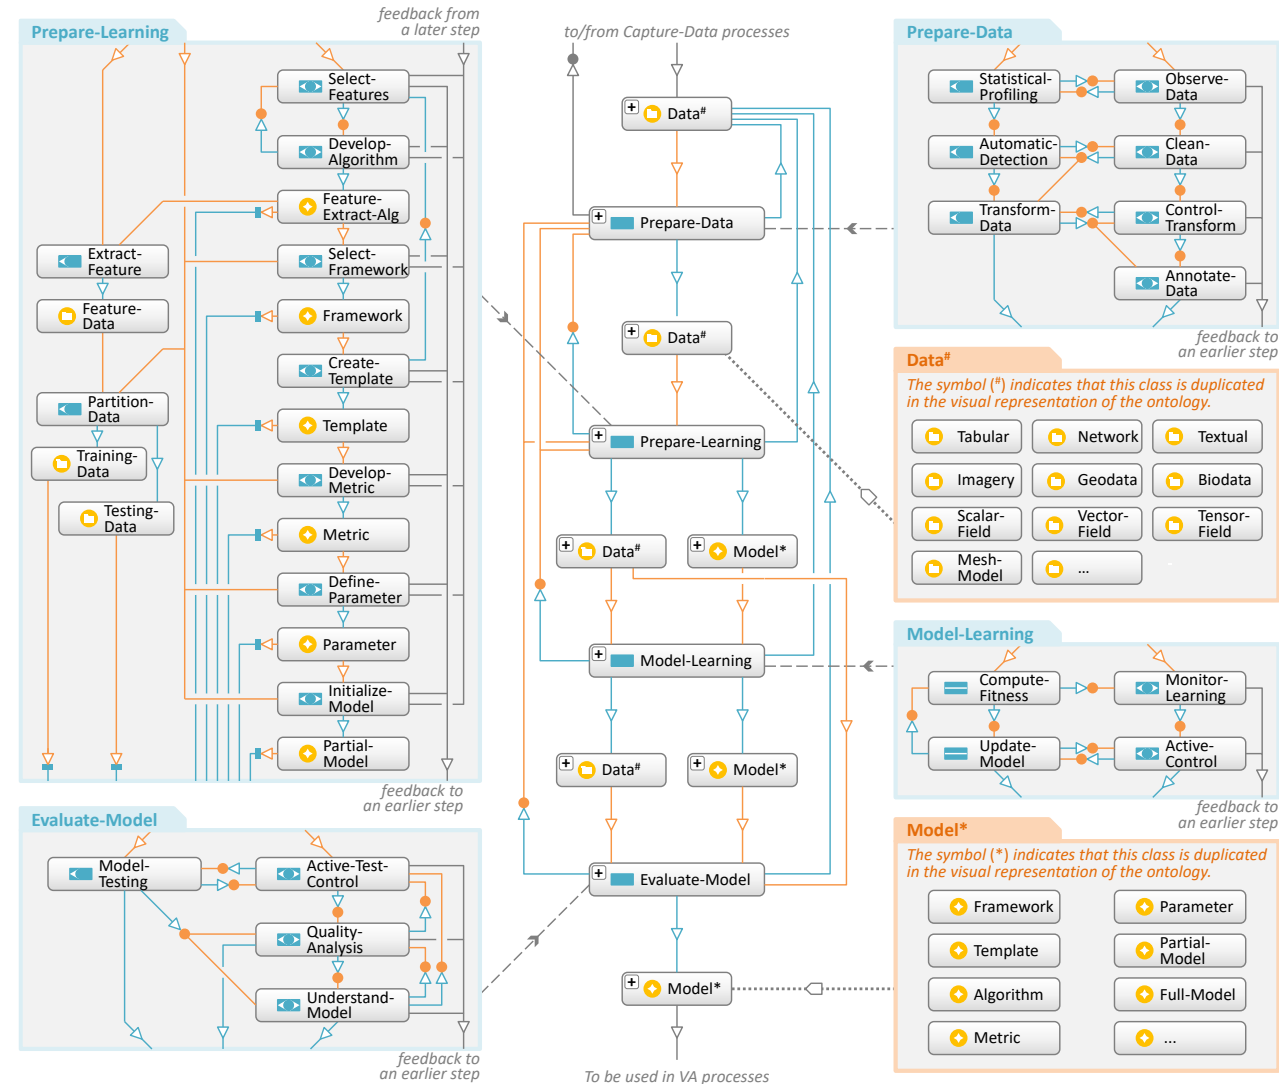 feedback from
a later step
to/from Capture-Data processes
Prepare-Learning
Select-
Features
Develop-
Algorithm
Feature-
Extract-Alg
Extract-
Feature
Select-
Framework
Feature-
Data
Framework
Create-
Template
Partition-
Data
Template
Training-
Data
Develop-
Metric
Testing-
Data
Metric
Define-
Parameter
Parameter
Initialize-
Model
Partial-
Model
feedback to
an earlier step
Evaluate-Model
Model-
Testing
Active-Test-
Control
Quality-
Analysis
Understand-
Model
feedback to
an earlier step
Data#
Prepare-Data
Data#
Prepare-Learning
Data#
Model*
Model-Learning
Data#
Model*
Evaluate-Model
Model*
To be used in VA processes
Prepare-Data
Statistical-
Profiling
Observe-
Data
Automatic-
Detection
Clean-
Data
Transform-
Data
Control-
Transform
Annotate-
Data
feedback to
an earlier step
Data#
The symbol (#) indicates that this class is duplicated
in the visual representation of the ontology.
Tabular
Network
Textual
Imagery
Geodata
Biodata
Scalar-
Field
Vector-
Field
Tensor-
Field
Mesh-
Model
...
Model-Learning
Compute-
Fitness
Monitor-
Learning
Update-
Model
Active-
Control
feedback to
an earlier step
Model*
The symbol (*) indicates that this class is duplicated
in the visual representation of the ontology.
Framework
Parameter
Template
Partial-
Model
Algorithm
Full-Model
Metric
...